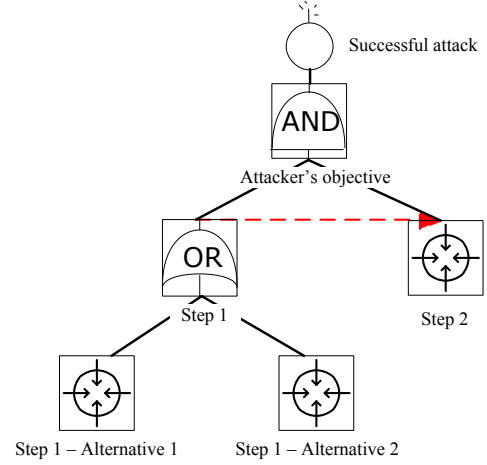 Successful attack
AND
Attacker's objective
OR
Step 1
Step 2
Step 1 – Alternative 1
Step 1 – Alternative 2